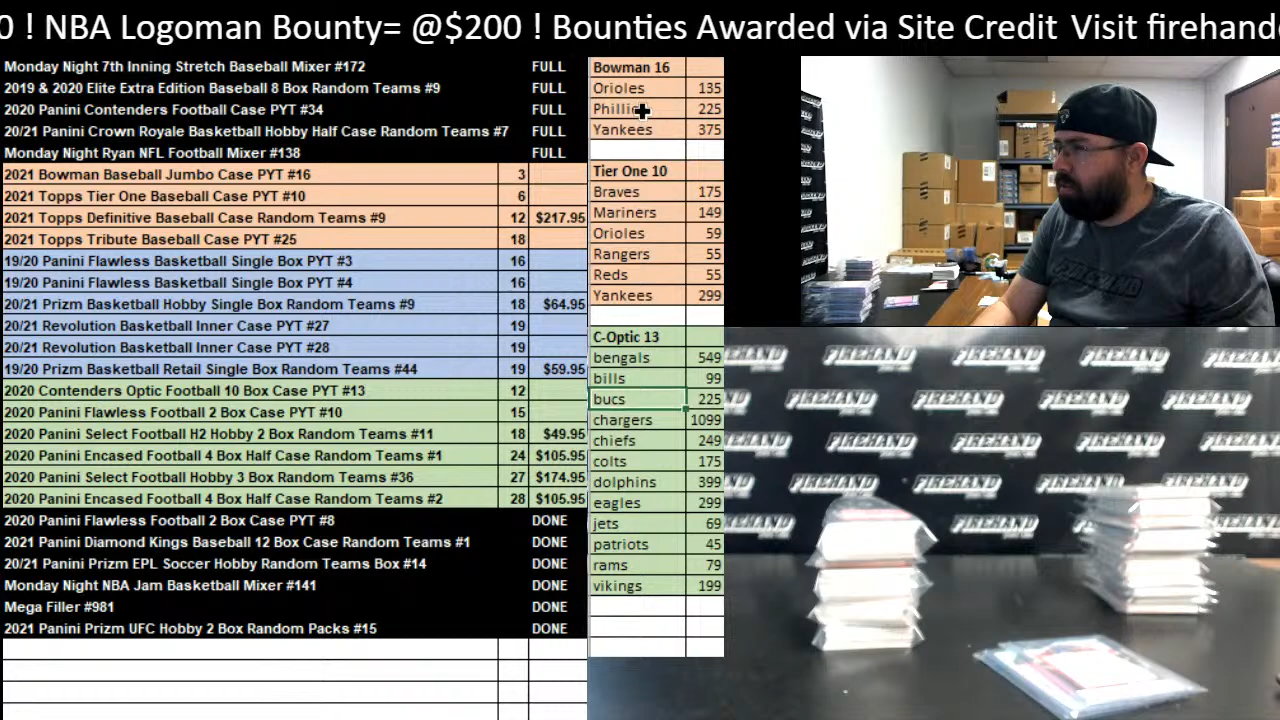 0 ! NBA Logoman Bounty= @$200 ! Bounties Awarded via Site Credit Visit firehand
Monday Night 7th Inning Stretch Baseball Mixer #172 FULL
2019 & 2020 Elite Extra Edition Baseball 8 Box Random Teams #9 FULL
2020 Panini Contenders Football Case PYT #34 FULL
20/21 Panini Crown Royale Basketball Hobby Half Case Random Teams #7 FULL
Monday Night Ryan NFL Football Mixer #138 FULL
2021 Bowman Baseball Jumbo Case PYT #16 3
2021 Topps Tier One Baseball Case PYT #10 6
2021 Topps Definitive Baseball Case Random Teams #9 12 $217.95
2021 Topps Tribute Baseball Case PYT #25 18
19/20 Panini Flawless Basketball Single Box PYT #3 16
19/20 Panini Flawless Basketball Single Box PYT #4 16
20/21 Prizm Basketball Hobby Single Box Random Teams #9 18 $64.95
20/21 Revolution Basketball Inner Case PYT #27 19
20/21 Revolution Basketball Inner Case PYT #28 19
19/20 Prizm Basketball Retail Single Box Random Teams #44 19 $59.95
2020 Contenders Optic Football 10 Box Case PYT #13 12
2020 Panini Flawless Football 2 Box Case PYT #10 15
2020 Panini Select Football H2 Hobby 2 Box Random Teams #11 18 $49.95
2020 Panini Encased Football 4 Box Half Case Random Teams #1 24 $105.95
2020 Panini Select Football Hobby 3 Box Random Teams #36 27 $174.95
2020 Panini Encased Football 4 Box Half Case Random Teams #2 28 $105.95
2020 Panini Flawless Football 2 Box Case PYT #8 DONE
2021 Panini Diamond Kings Baseball 12 Box Case Random Teams #1 DONE
20/21 Panini Prizm EPL Soccer Hobby Random Teams Box #14 DONE
Monday Night NBA Jam Basketball Mixer #141 DONE
Mega Filler #981 DONE
2021 Panini Prizm UFC Hobby 2 Box Random Packs #15 DONE
Bowman 16
Orioles 135
Phillie 225
Yankees 375
Tier One 10
Braves 175
Mariners 149
Orioles 59
Rangers 55
Reds 55
Yankees 299
C-Optic 13
bengals 549
bills 99
bucs 225
chargers 1099
chiefs 249
colts 175
dolphins 399
eagles 299
jets 69
patriots 45
rams 79
vikings 199
FIREHAND
FIREHAND FIREHAND FIREHAND FIREHAND
FIREHAND FIREHAND FIREHAND
FIREHAND FIREHAND FIREHAND FIREHAND
FIREHAND FIREHAND FIREHAND
FIREHAND FIREHAND